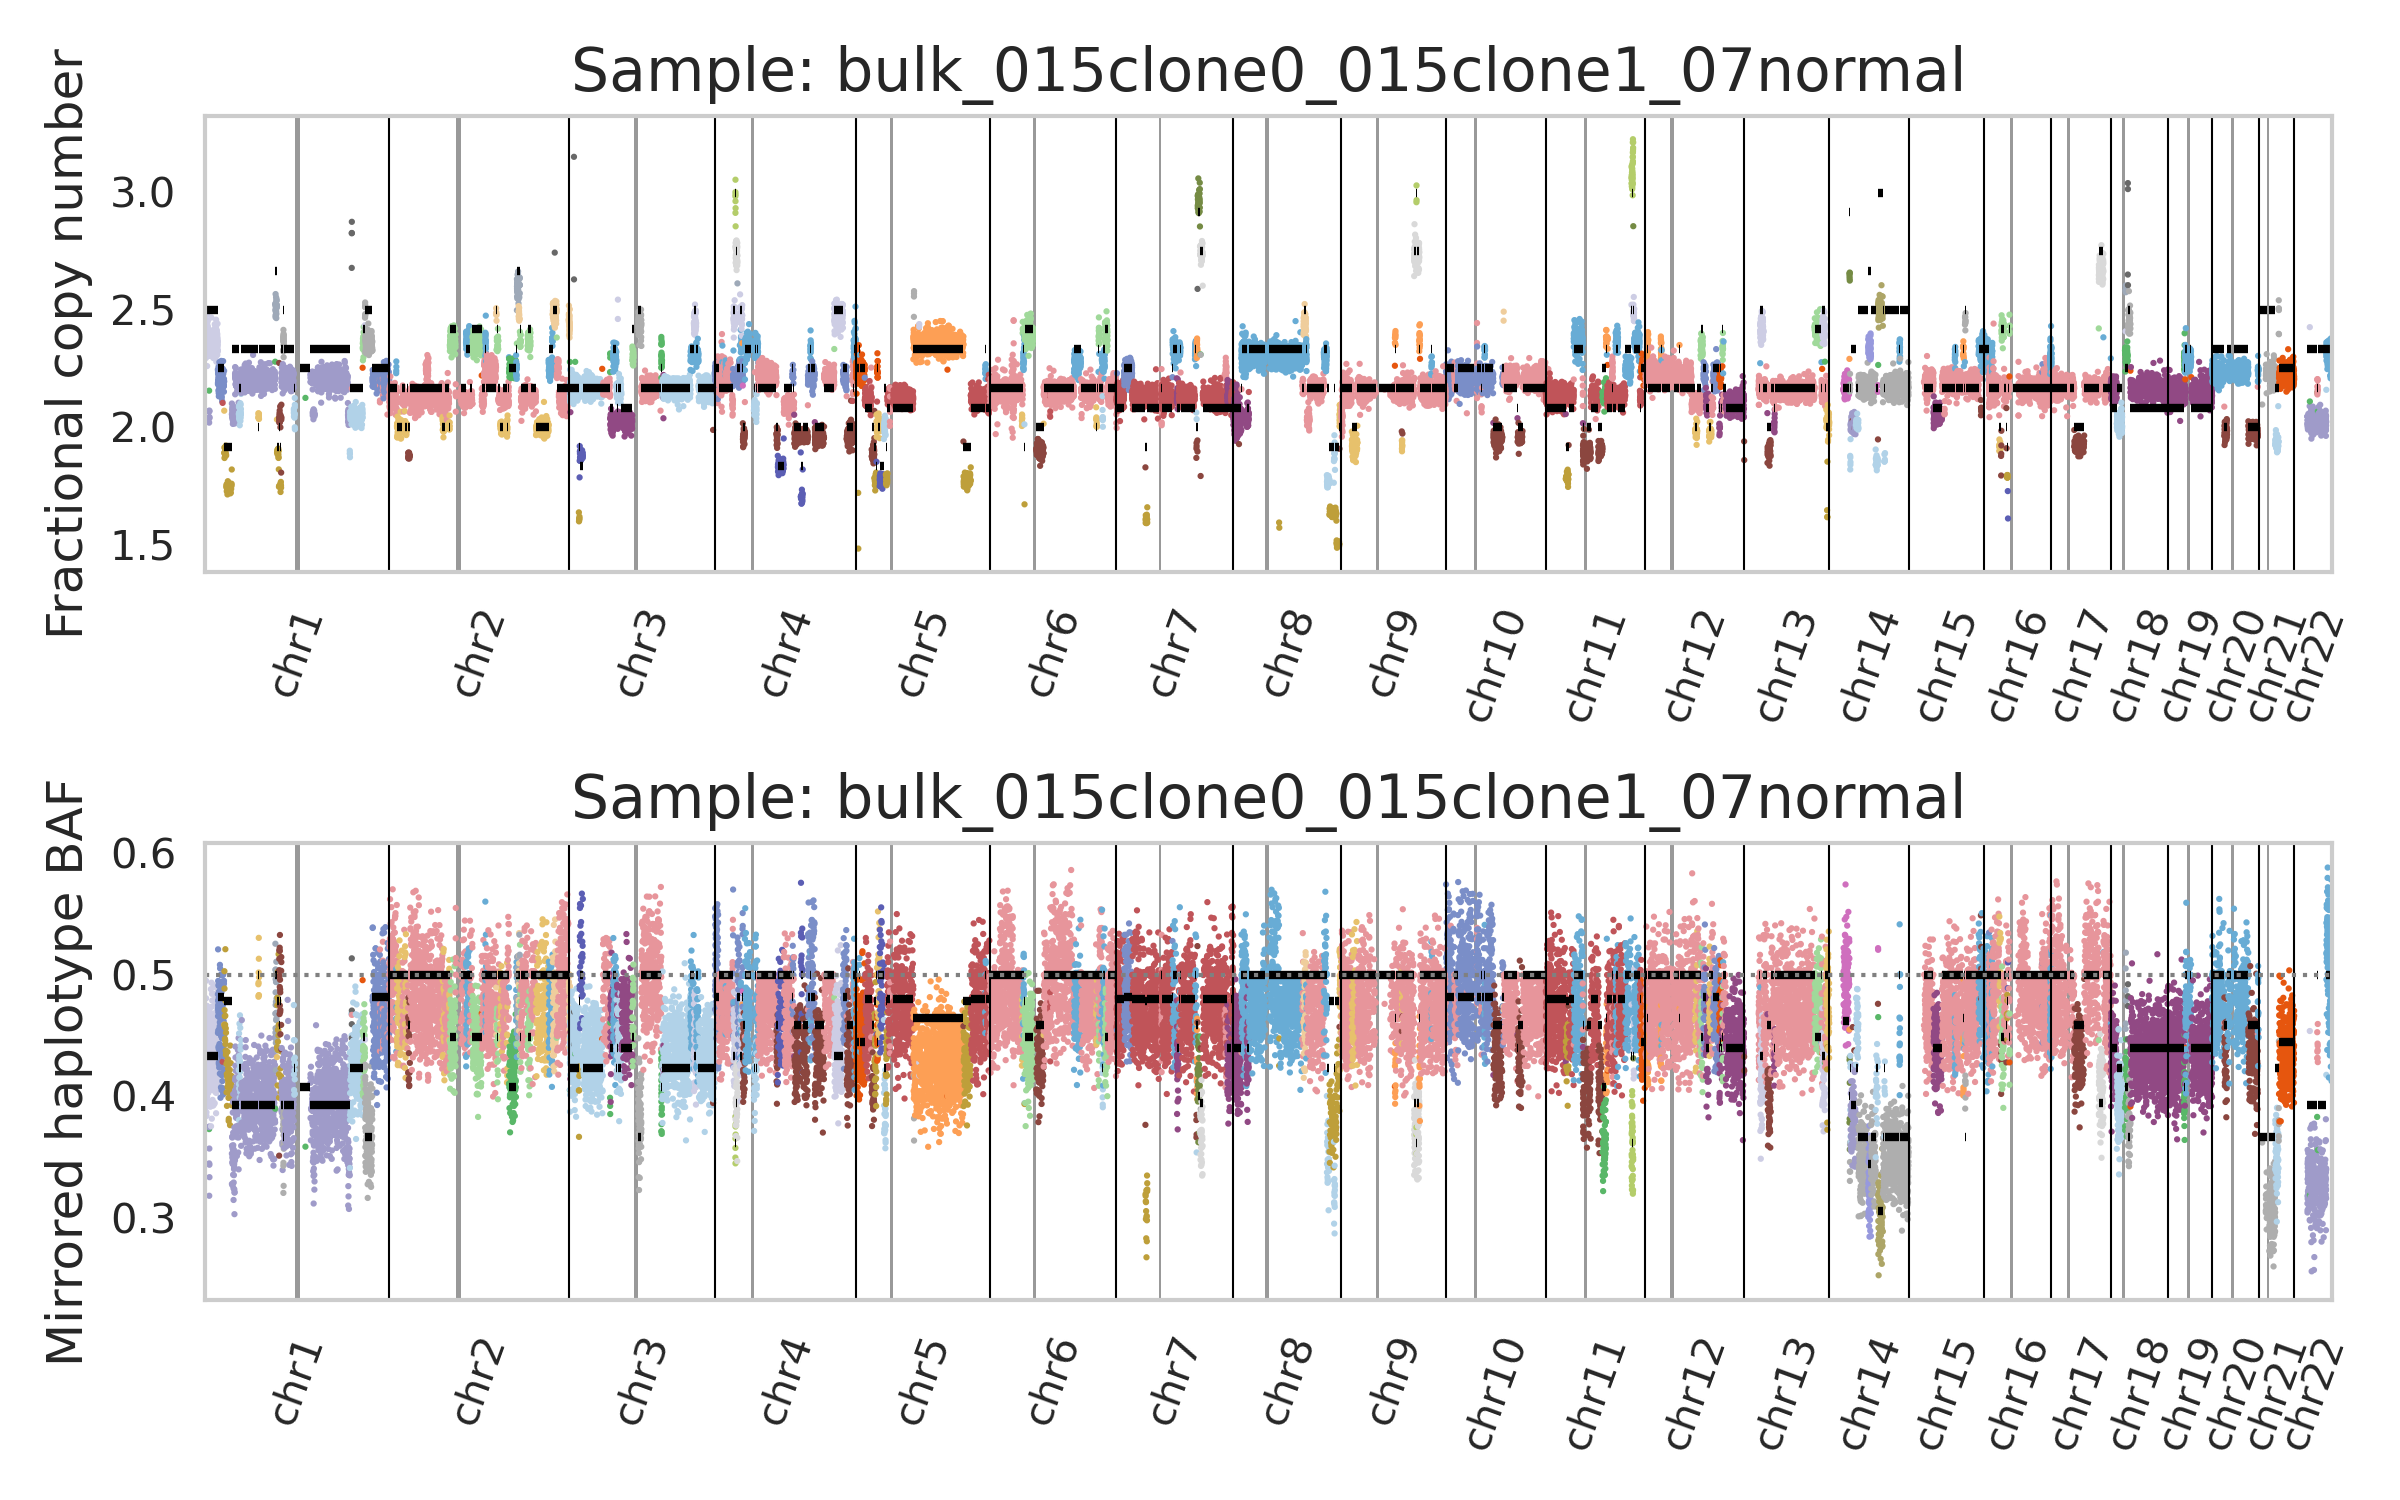 Sample: bulk_015clone0_015clone1_07normal
Fractional copy number
3.0
2.5
2.0
1.5
chr1
chr2
chr3
chr4
chr5
chr6
chr7
chr8
chr9
chr10
chr11
chr12
chr13
chr14
chr15
chr16
chr17
chr18
chr19
chr20
chr21
chr22
Sample: bulk_015clone0_015clone1_07normal
Mirrored haplotype BAF
0.6
0.5
0.4
0.3
chr1
chr2
chr3
chr4
chr5
chr6
chr7
chr8
chr9
chr10
chr11
chr12
chr13
chr14
chr15
chr16
chr17
chr18
chr19
chr20
chr21
chr22